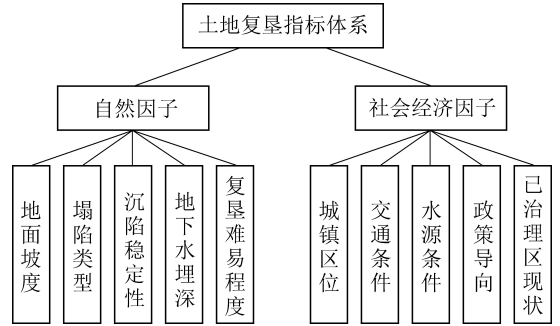 土地复垦指标体系
自然因子
社会经济因子
地面坡度
塌陷类型
沉陷稳定性
地下水埋深
复垦难易程度
城镇区位
交通条件
水源条件
政策导向
已治理区现状